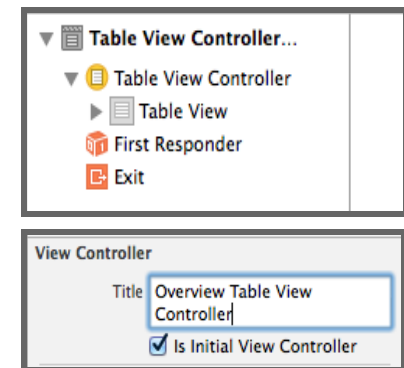 Table View Controller...
Table View Controller
Table View
First Responder
Exit
View Controller
Title Overview Table View
Controller
Is Initial View Controller